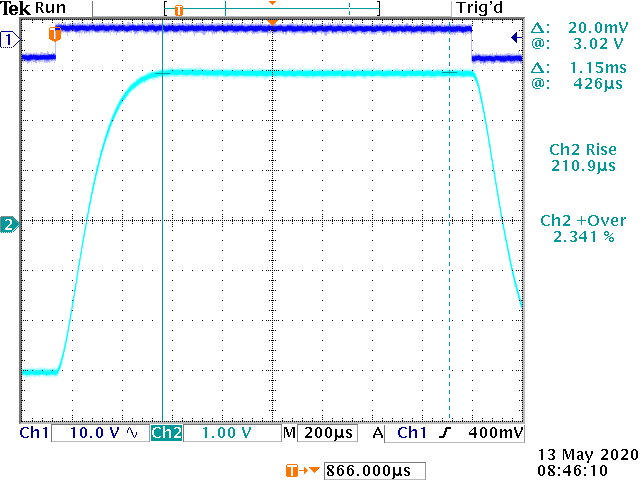 Tek Run Trig'd
T
1 T
Δ: 20.0mV
@: 3.02 V
Δ: 1.15ms
@: 426µs
Ch2 Rise
210.9µs
2
Ch2 +Over
2.341 %
Ch1 10.0 V Ch2 1.00 V M 200µs A Ch1 400mV
T 866.000µs
13 May 2020
08:46:10